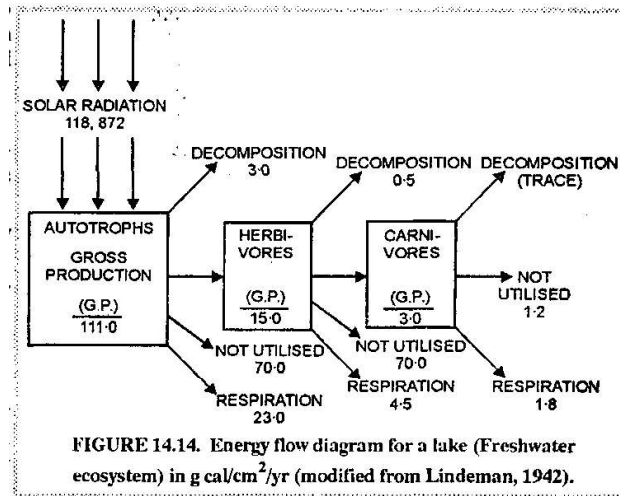 SOLAR RADIATION
118, 872
DECOMPOSITION
3·0
DECOMPOSITION
0·5
DECOMPOSITION
(TRACE)
AUTOTROPHS
GROSS
PRODUCTION
(G.P.)
111·0
HERBI-
VORES
(G.P.)
15·0
CARNI-
VORES
(G.P.)
3·0
NOT
UTILISED
1·2
NOT UTILISED
70·0
NOT UTILISED
70·0
RESPIRATION
23·0
RESPIRATION
4·5
RESPIRATION
1·8
FIGURE 14.14. Energy flow diagram for a lake (Freshwater
ecosystem) in g cal/cm²/yr (modified from Lindeman, 1942).